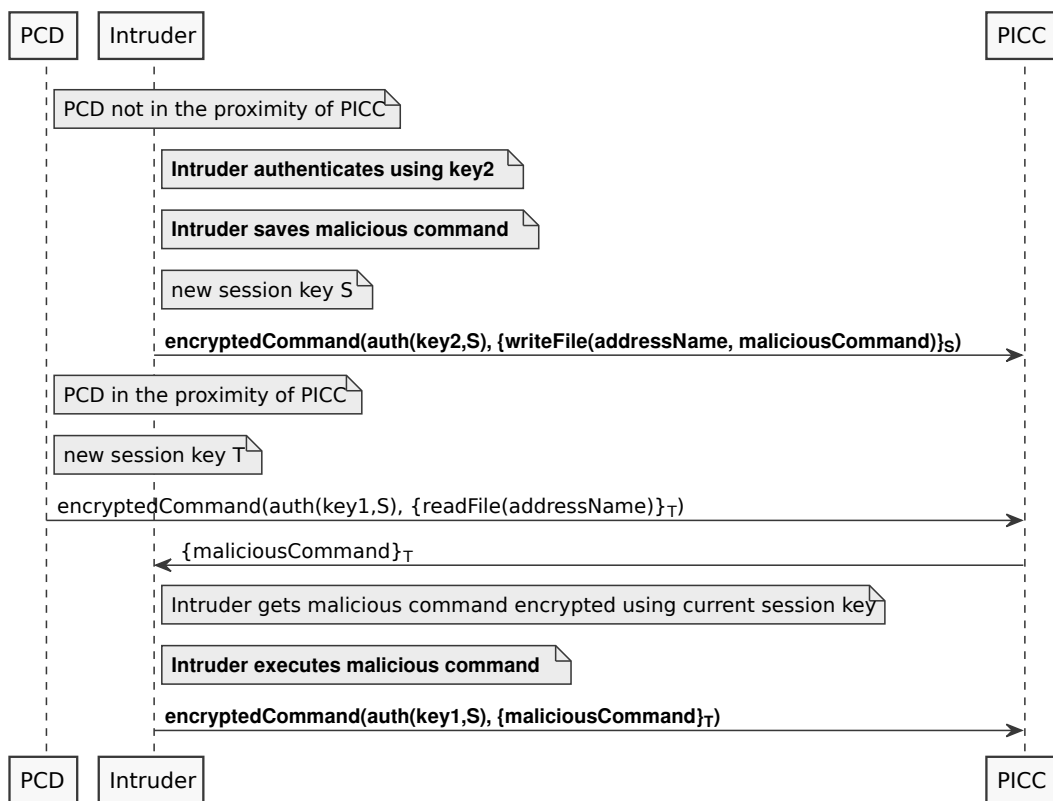 PCD Intruder PICC
PCD not in the proximity of PICC
Intruder authenticates using key2
Intruder saves malicious command
new session key S
encryptedCommand(auth(key2,S), {writeFile(addressName, maliciousCommand)}S)
PCD in the proximity of PICC
new session key T
encryptedCommand(auth(key1,S), {readFile(addressName)}T)
{maliciousCommand}T
Intruder gets malicious command encrypted using current session key
Intruder executes malicious command
encryptedCommand(auth(key1,S), {maliciousCommand}T)
PCD Intruder PICC